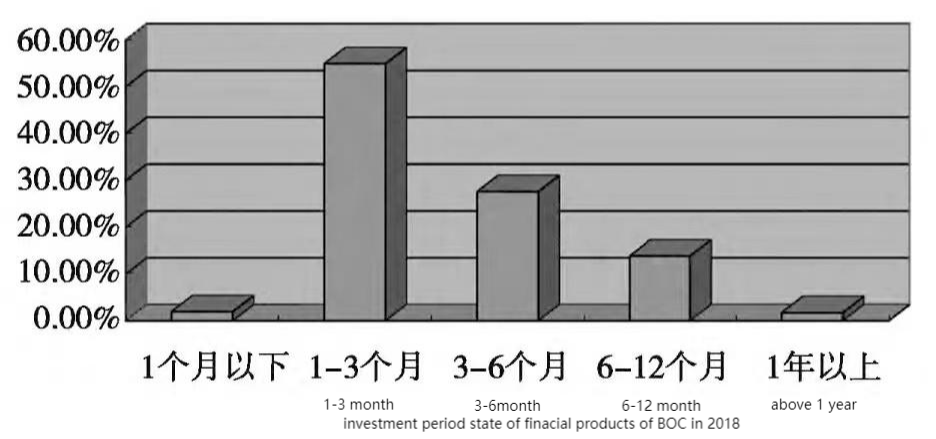 60.00%
50.00%
40.00%
30.00%
20.00%
10.00%
0.00%
1个月以下 1-3个月 3-6个月 6-12个月 1年以上
1-3 month 3-6month 6-12 month above 1 year
investment period state of finacial products of BOC in 2018